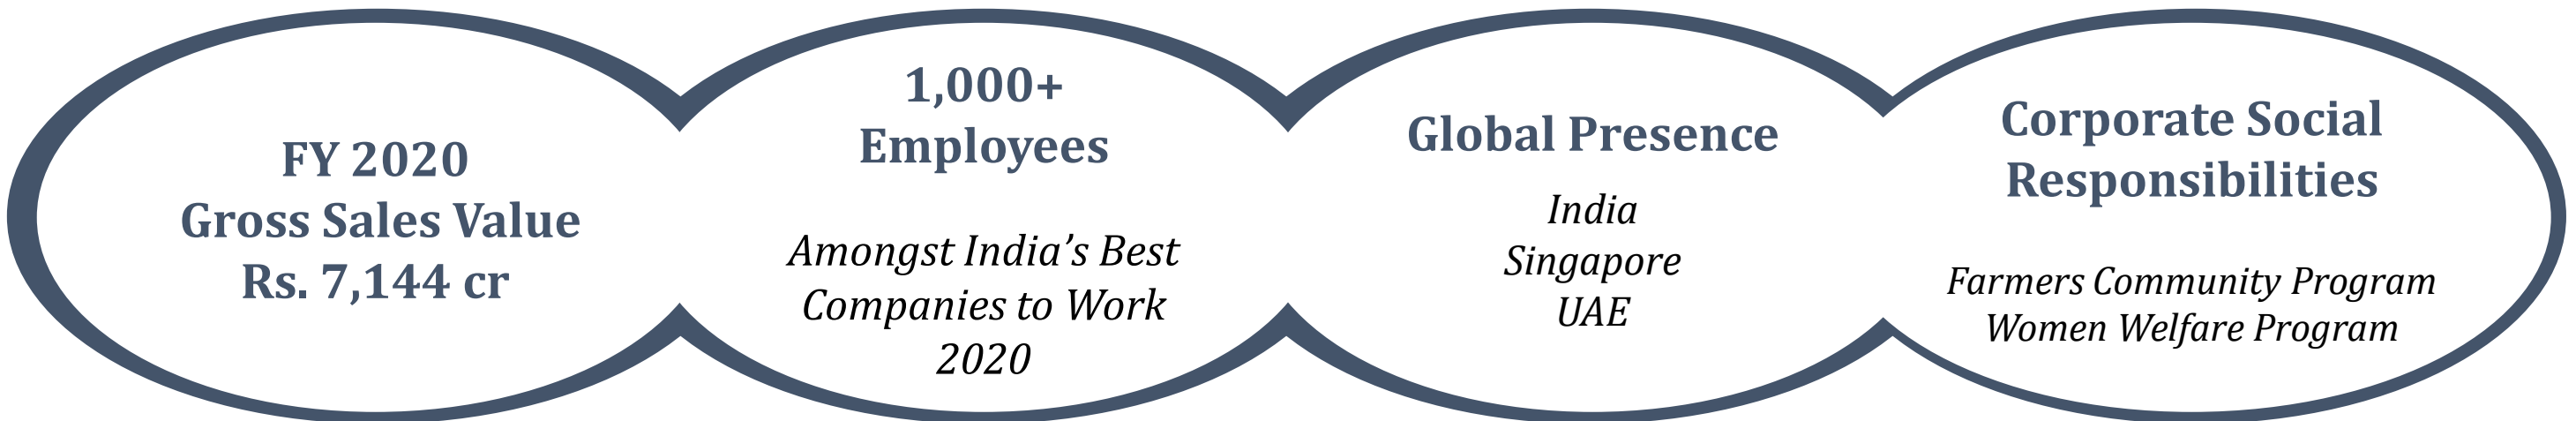 FY 2020
Gross Sales Value
Rs. 7,144 cr
1,000+
Employees
Amongst India’s Best
Companies to Work
2020
Global Presence
India
Singapore
UAE
Corporate Social
Responsibilities
Farmers Community Program
Women Welfare Program